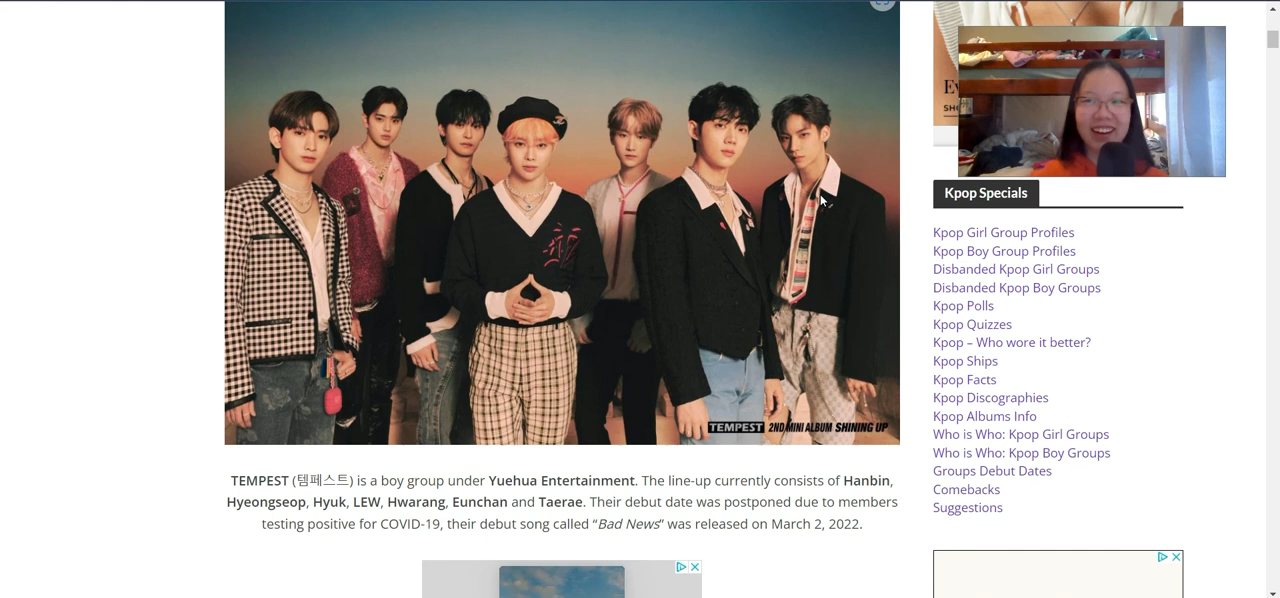 TEMPEST 2ND MINI ALBUM SHINING UP
TEMPEST (템페스트) is a boy group under Yuehua Entertainment. The line-up currently consists of Hanbin,
Hyeongseop, Hyuk, LEW, Hwarang, Eunchan and Taerae. Their debut date was postponed due to members
testing positive for COVID-19, their debut song called “Bad News” was released on March 2, 2022.
Kpop Specials
Kpop Girl Group Profiles
Kpop Boy Group Profiles
Disbanded Kpop Girl Groups
Disbanded Kpop Boy Groups
Kpop Polls
Kpop Quizzes
Kpop – Who wore it better?
Kpop Ships
Kpop Facts
Kpop Discographies
Kpop Albums Info
Who is Who: Kpop Girl Groups
Who is Who: Kpop Boy Groups
Groups Debut Dates
Comebacks
Suggestions